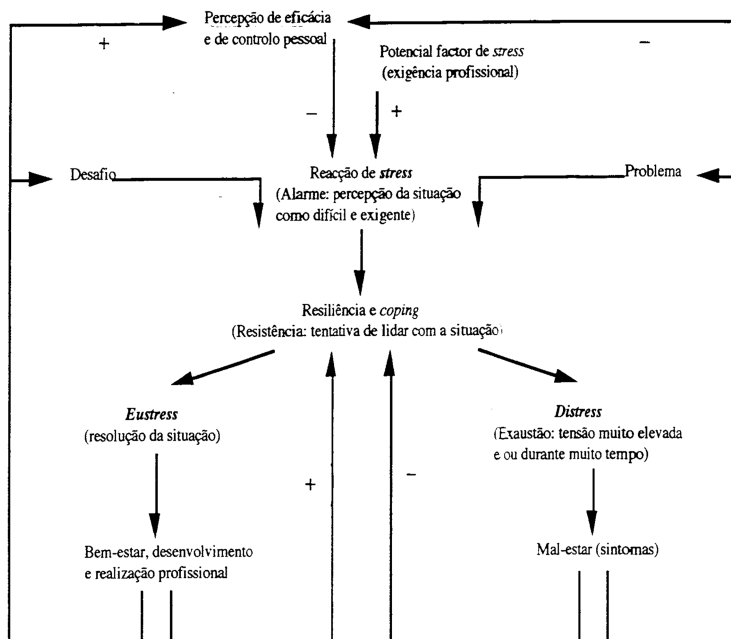 Percepção de eficácia
e de controlo pessoal
+
−
Potencial factor de stress
(exigência profissional)
−
+
Desafio
Reacção de stress
(Alarme: percepção da situação
como difícil e exigente)
Problema
Resiliência e coping
(Resistência: tentativa de lidar com a situação)
Eustress
(resolução da situação)
Distress
(Exaustão: tensão muito elevada
e ou durante muito tempo)
+
−
Bem-estar, desenvolvimento
e realização profissional
Mal-estar (sintomas)